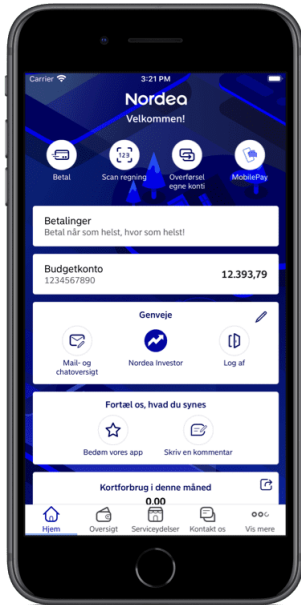 Carrier 3:21 PM
Nordea
Velkommen!
Betal Scan regning Overførsel egne konti MobilePay
123
Betalinger
Betal når som helst, hvor som helst!
Budgetkonto
1234567890
12.393,79
Genveje
Mail- og chatoversigt Nordea Investor Log af
Fortæl os, hvad du synes
Bedøm vores app Skriv en kommentar
Kortforbrug i denne måned
0,00
Hjem Oversigt Serviceydelser Kontakt os Vis mere